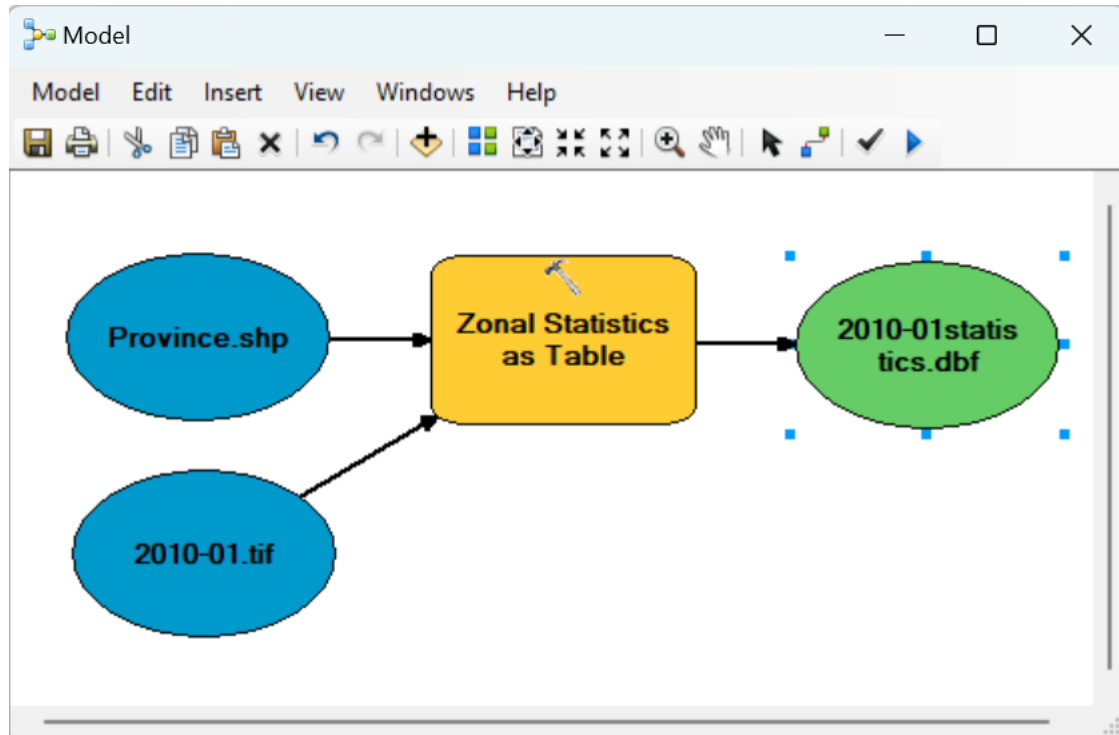 Model
Model Edit Insert View Windows Help
Province.shp
Zonal Statistics
as Table
2010-01statis
tics.dbf
2010-01.tif